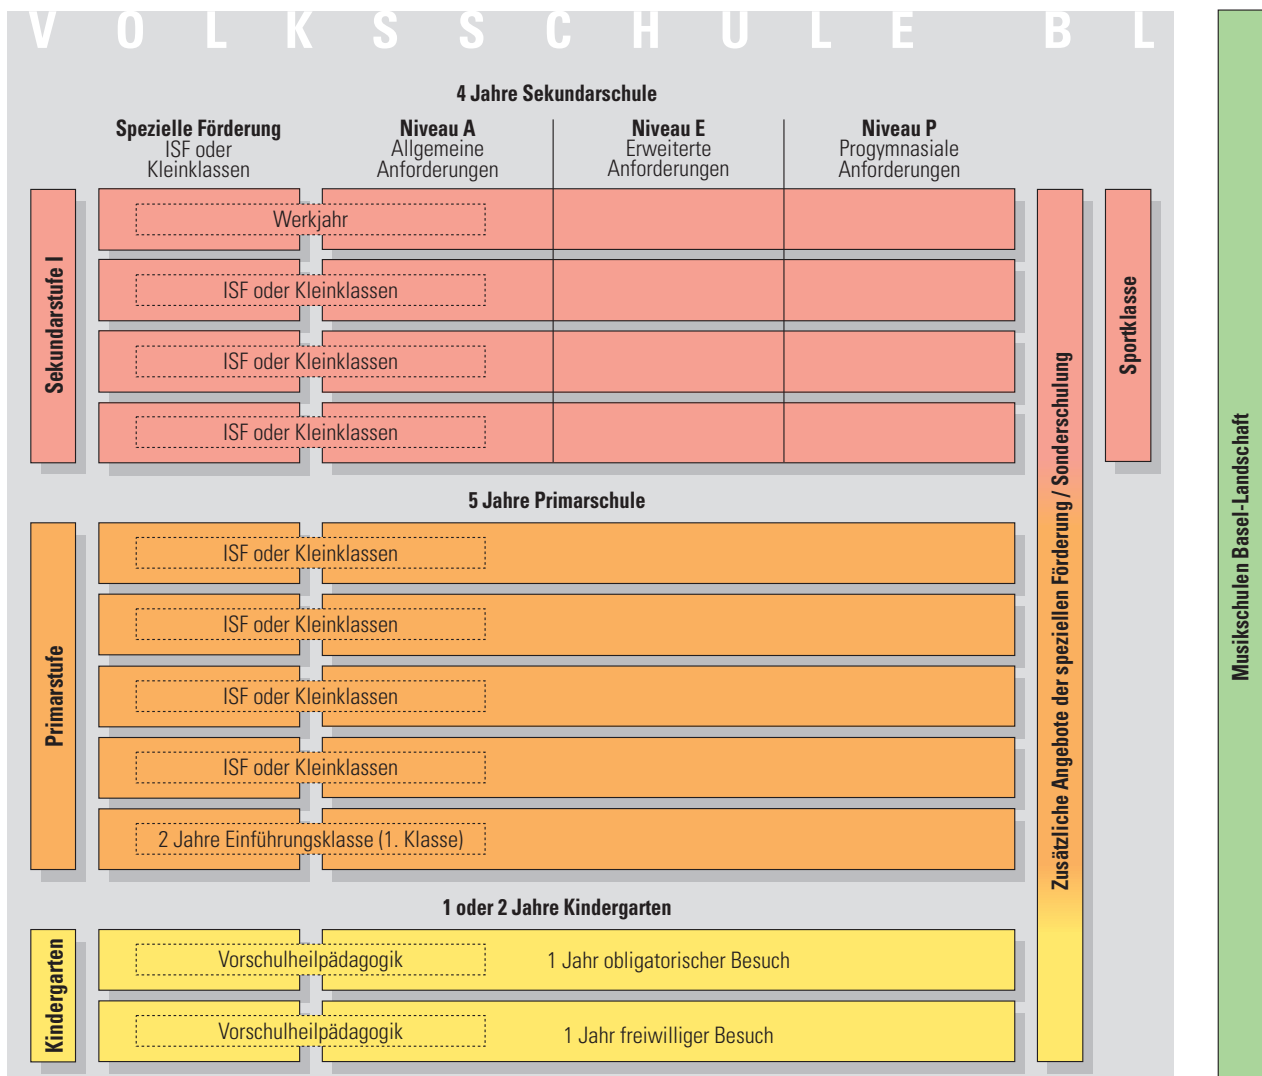 VOLKSSCHULE BL
4 Jahre Sekundarschule
Spezielle Förderung
ISF oder
Kleinklassen
Niveau A
Allgemeine
Anforderungen
Niveau E
Erweiterte
Anforderungen
Niveau P
Progymnasiale
Anforderungen
Sekundarstufe I
Werkjahr
ISF oder Kleinklassen
ISF oder Kleinklassen
ISF oder Kleinklassen
5 Jahre Primarschule
Primarstufe
ISF oder Kleinklassen
ISF oder Kleinklassen
ISF oder Kleinklassen
ISF oder Kleinklassen
2 Jahre Einführungsklasse (1. Klasse)
1 oder 2 Jahre Kindergarten
Kindergarten
Vorschulheilpädagogik
1 Jahr obligatorischer Besuch
Vorschulheilpädagogik
1 Jahr freiwilliger Besuch
Zusätzliche Angebote der speziellen Förderung / Sonderschulung
Sportklasse
Musikschulen Basel-Landschaft